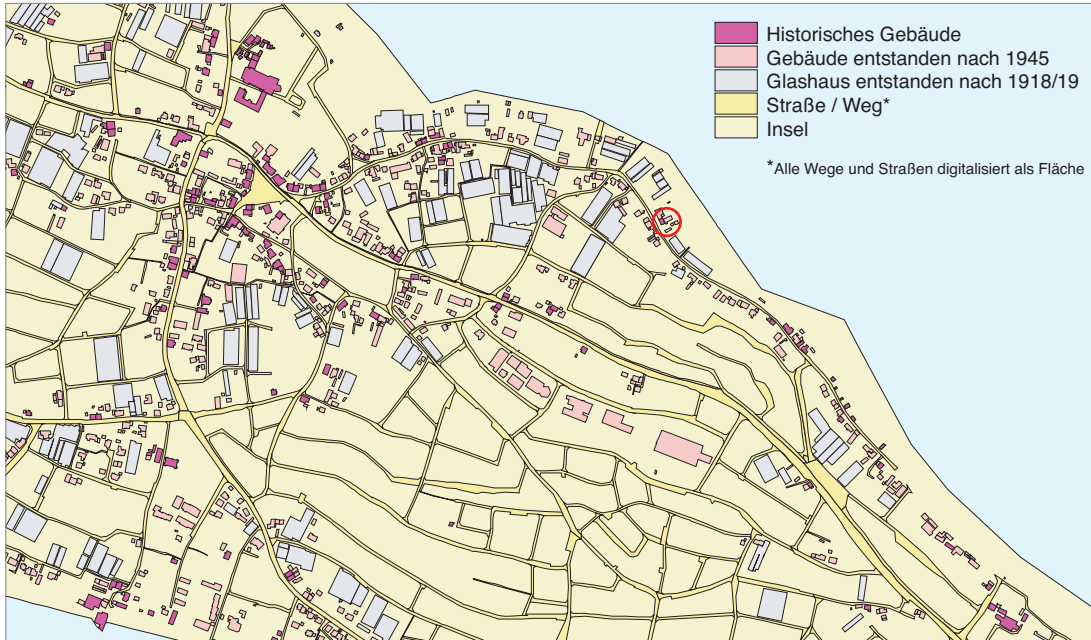 Historisches Gebäude
Gebäude entstanden nach 1945
Glashaus entstanden nach 1918/19
Straße / Weg*
Insel
*Alle Wege und Straßen digitalisiert als Fläche